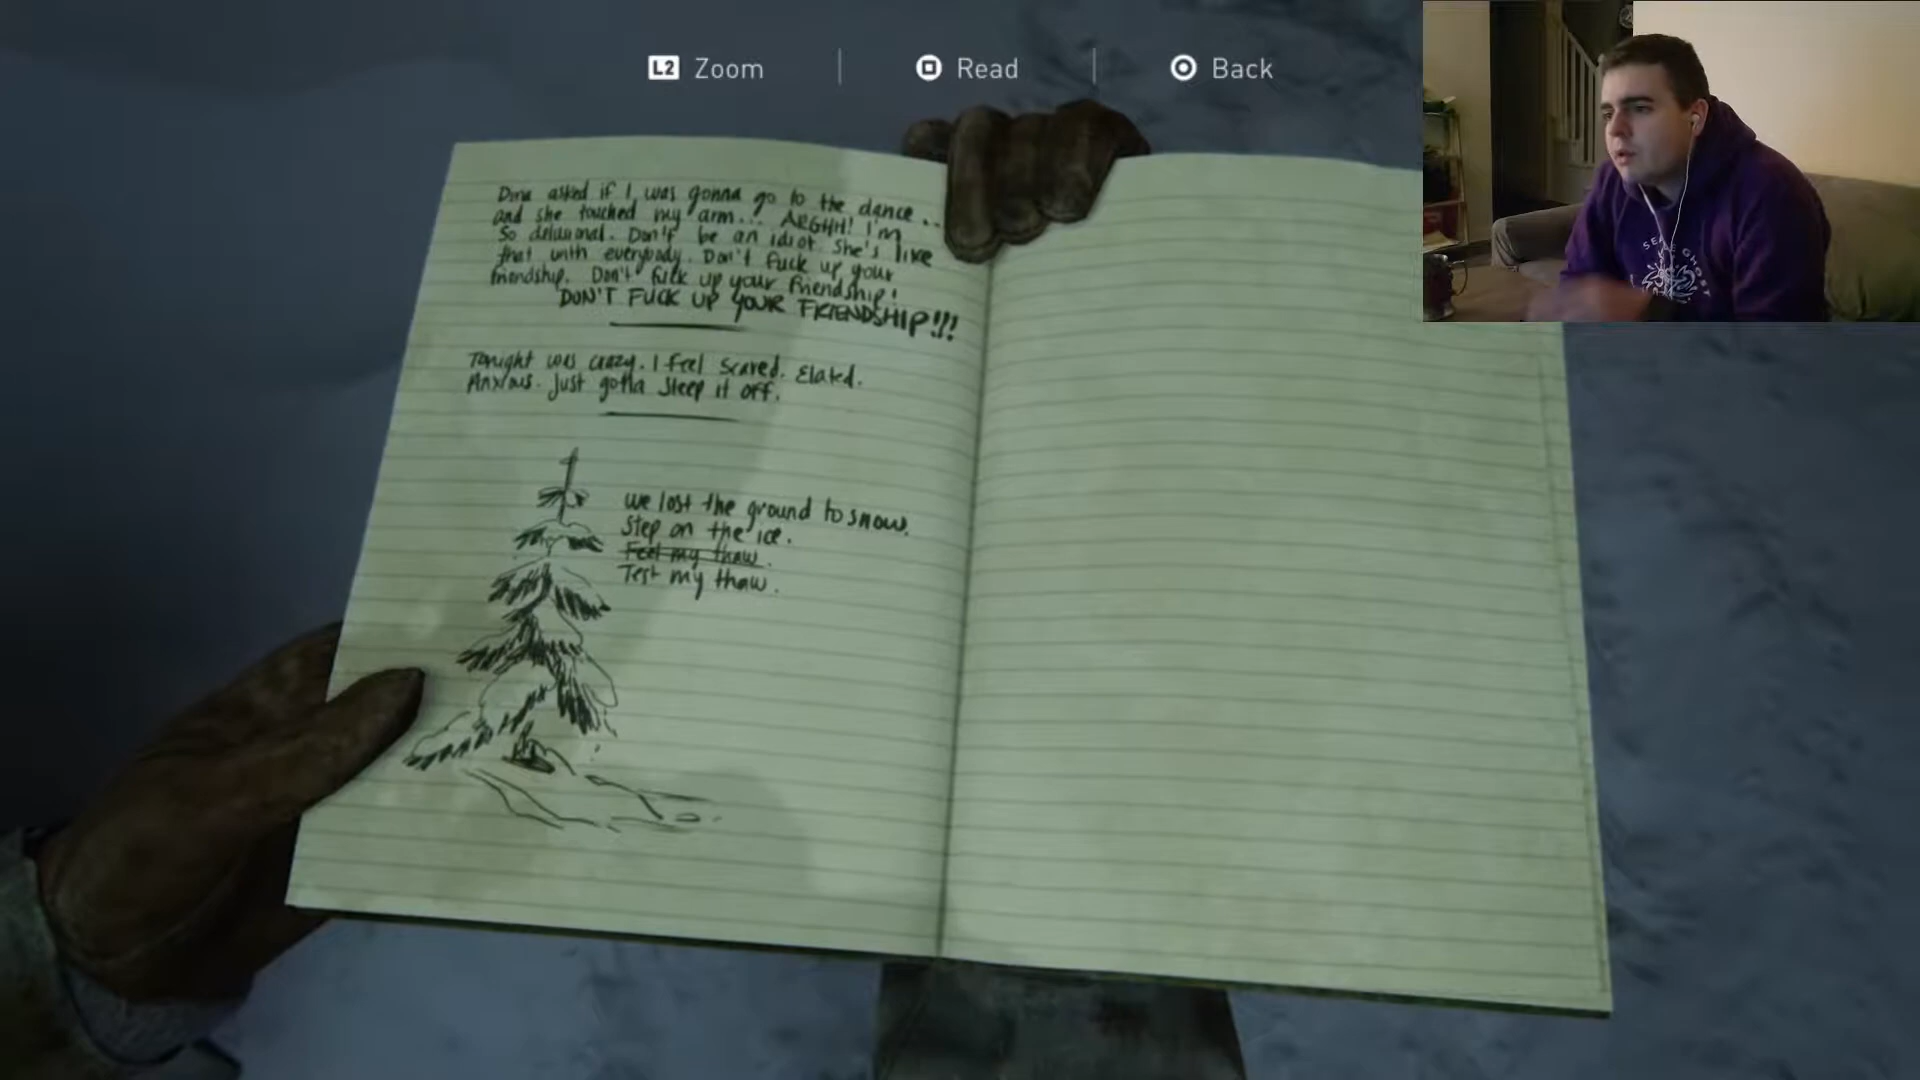 L2 Zoom | Read | Back
Dina asked if I was gonna go to the dance..
and she touched my arm... ARGHH! I'm
So delusional. Don't be an idiot. She's like
that with everybody. Don't fuck up your
friendship. Don't fuck up your friendship!
DON'T FUCK UP YOUR FRIENDSHIP!!!
Tonight was crazy. I feel scared. Elated.
Anxious. Just gotta sleep it off.
We lost the ground to snow.
Step on the ice.
Feel my thaw.
Test my thaw.